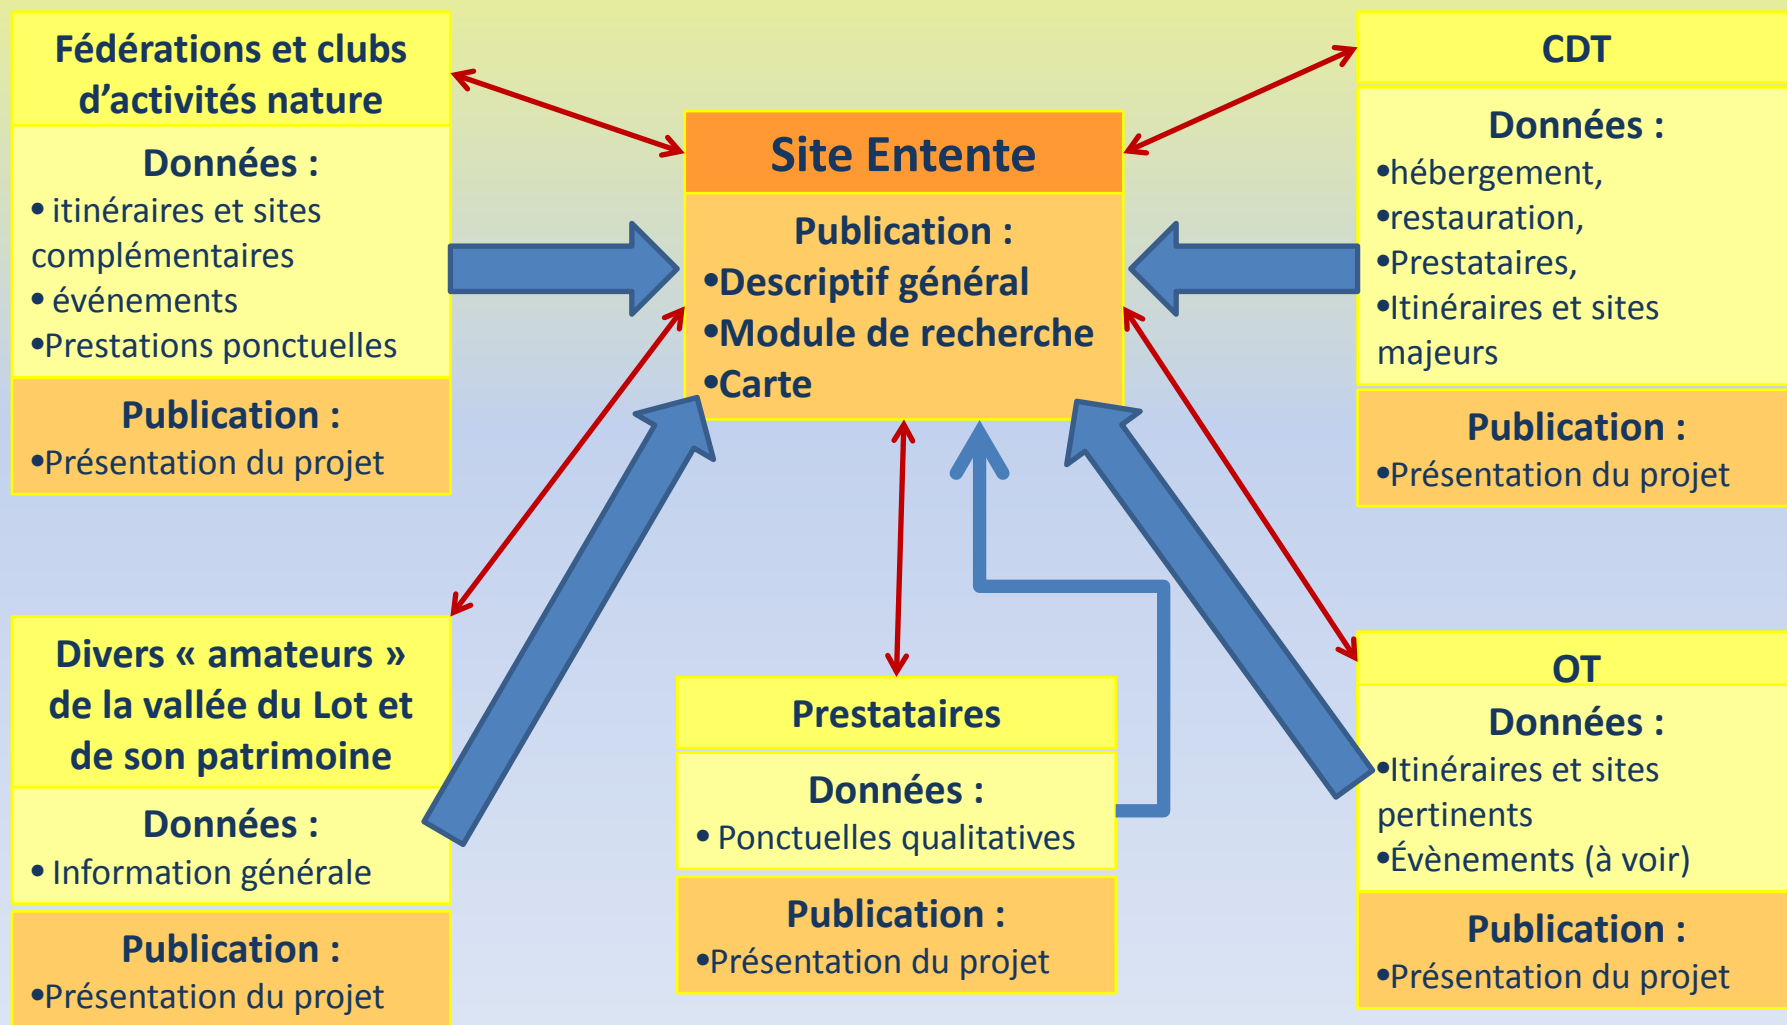 Fédérations et clubs
d’activités nature
Données :
• itinéraires et sites
complémentaires
• événements
•Prestations ponctuelles
Publication :
•Présentation du projet
Site Entente
Publication :
•Descriptif général
•Module de recherche
•Carte
CDT
Données :
•hébergement,
•restauration,
•Prestataires,
•Itinéraires et sites
majeurs
Publication :
•Présentation du projet
Divers « amateurs »
de la vallée du Lot et
de son patrimoine
Données :
• Information générale
Publication :
•Présentation du projet
Prestataires
Données :
• Ponctuelles qualitatives
Publication :
•Présentation du projet
OT
Données :
•Itinéraires et sites
pertinents
•Évènements (à voir)
Publication :
•Présentation du projet